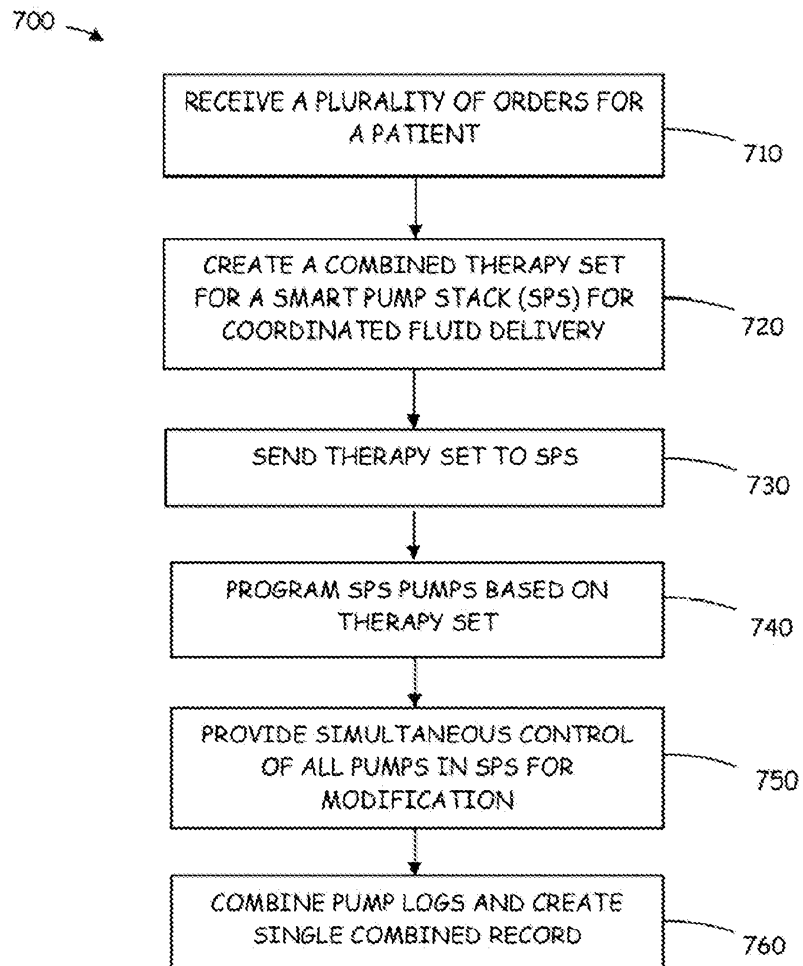 700
RECEIVE A PLURALITY OF ORDERS FOR
A PATIENT
710
CREATE A COMBINED THERAPY SET
FOR A SMART PUMP STACK (SPS) FOR
COORDINATED FLUID DELIVERY
720
SEND THERAPY SET TO SPS
730
PROGRAM SPS PUMPS BASED ON
THERAPY SET
740
PROVIDE SIMULTANEOUS CONTROL
OF ALL PUMPS IN SPS FOR
MODIFICATION
750
COMBINE PUMP LOGS AND CREATE
SINGLE COMBINED RECORD
760